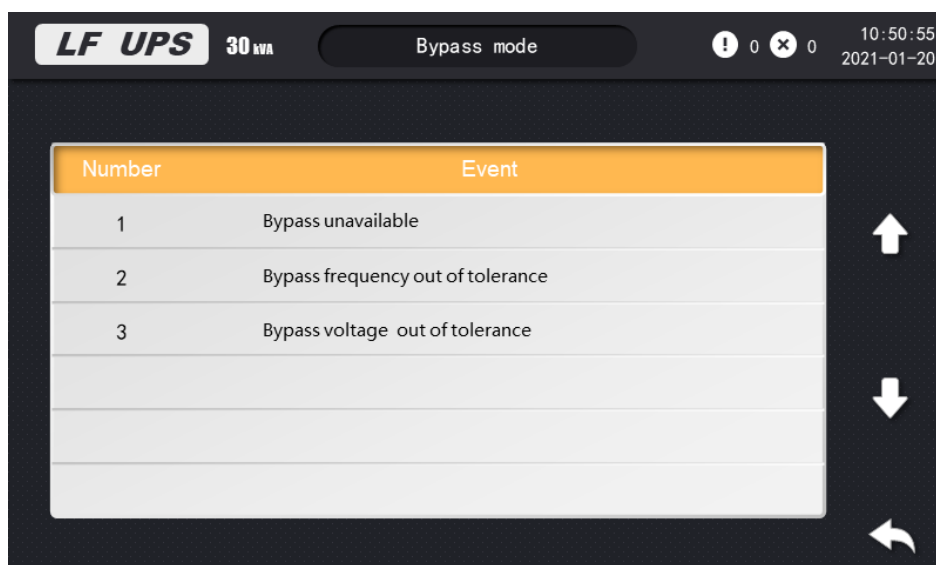 LF UPS 30 kVA Bypass mode ! 0 × 0 10:50:55
2021-01-20
Number Event
1 Bypass unavailable
2 Bypass frequency out of tolerance
3 Bypass voltage out of tolerance